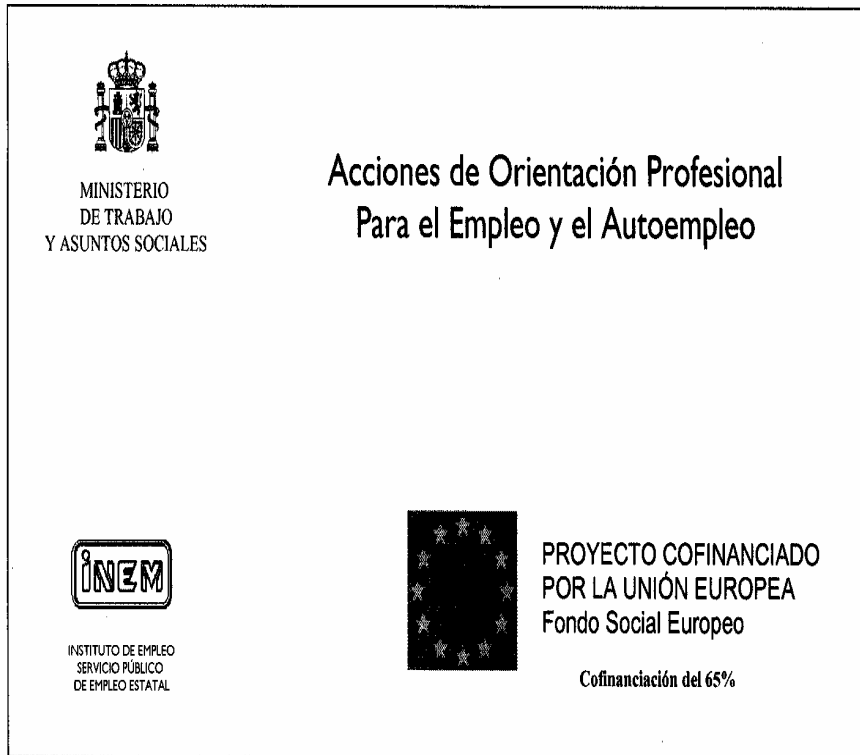 MINISTERIO
DE TRABAJO
Y ASUNTOS SOCIALES
Acciones de Orientación Profesional
Para el Empleo y el Autoempleo
INEM
INSTITUTO DE EMPLEO
SERVICIO PÚBLICO
DE EMPLEO ESTATAL
PROYECTO COFINANCIADO
POR LA UNIÓN EUROPEA
Fondo Social Europeo
Cofinanciación del 65%